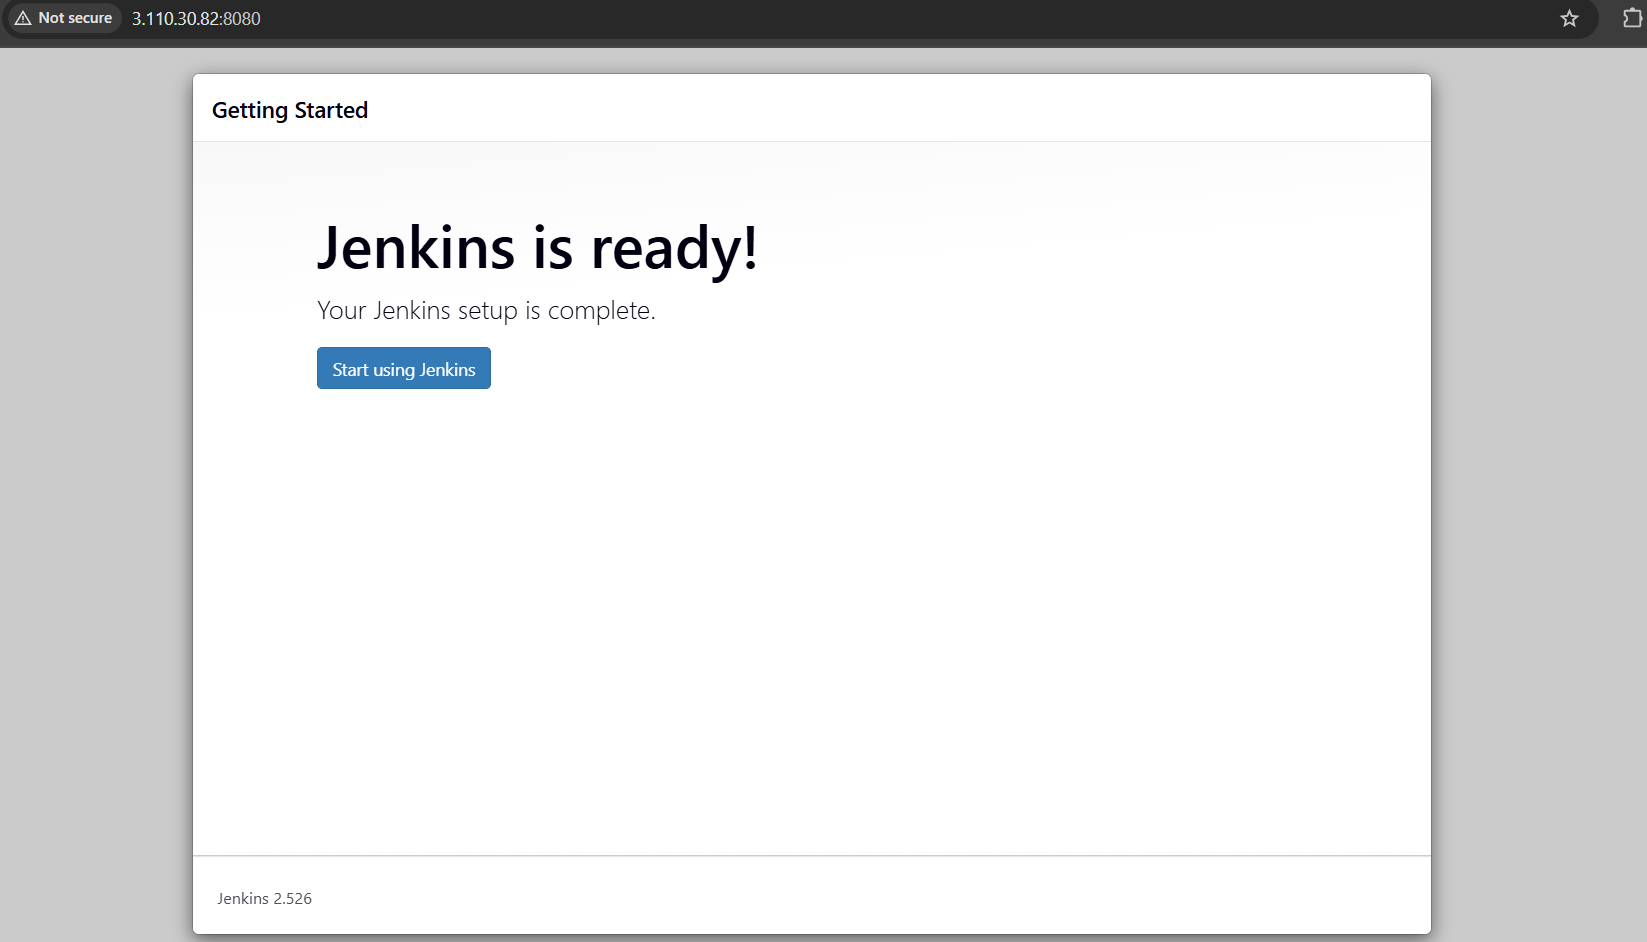 Not secure 3.110.30.82:8080
Getting Started
Jenkins is ready!
Your Jenkins setup is complete.
Start using Jenkins
Jenkins 2.526